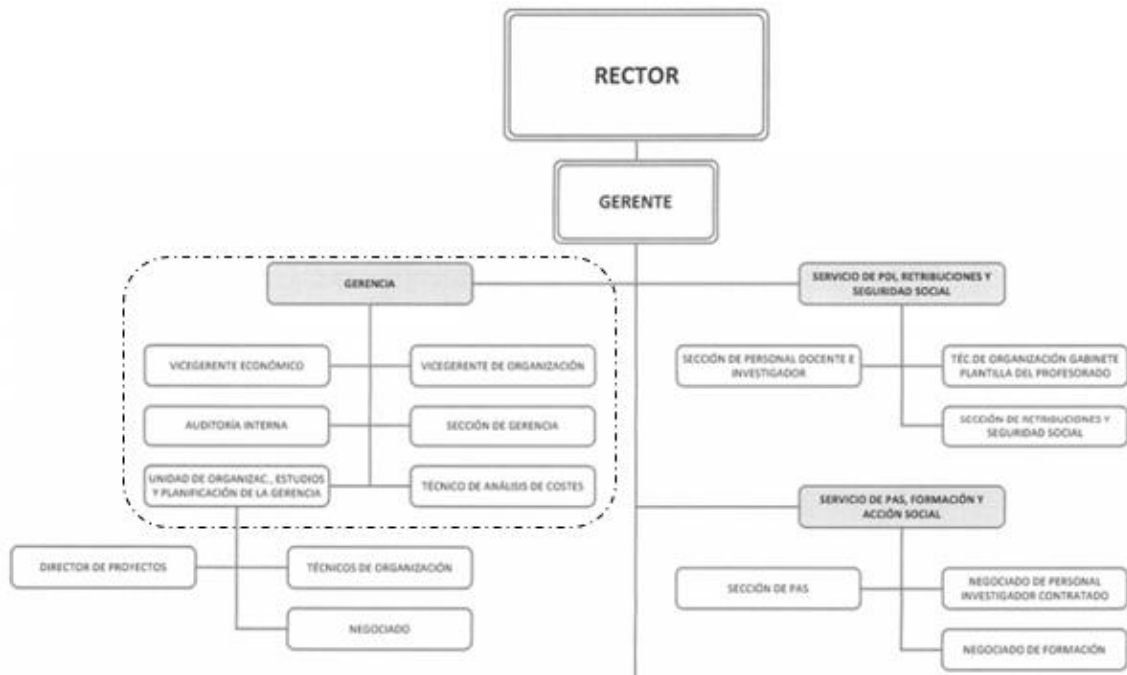 RECTOR
GERENTE
GERENCIA
VICEGERENTE ECONÓMICO
VICEGERENTE DE ORGANIZACIÓN
AUDITORÍA INTERNA
SECCIÓN DE GERENCIA
UNIDAD DE ORGANIZAC., ESTUDIOS
Y PLANIFICACIÓN DE LA GERENCIA
TÉCNICO DE ANÁLISIS DE COSTES
DIRECTOR DE PROYECTOS
TÉCNICOS DE ORGANIZACIÓN
NEGOCIADO
SERVICIO DE PDI, RETRIBUCIONES Y
SEGURIDAD SOCIAL
SECCIÓN DE PERSONAL DOCENTE E
INVESTIGADOR
TÉC.DE ORGANIZACIÓN GABINETE
PLANTILLA DEL PROFESORADO
SECCIÓN DE RETRIBUCIONES Y
SEGURIDAD SOCIAL
SERVICIO DE PAS, FORMACIÓN Y
ACCIÓN SOCIAL
SECCIÓN DE PAS
NEGOCIADO DE PERSONAL
INVESTIGADOR CONTRATADO
NEGOCIADO DE FORMACIÓN